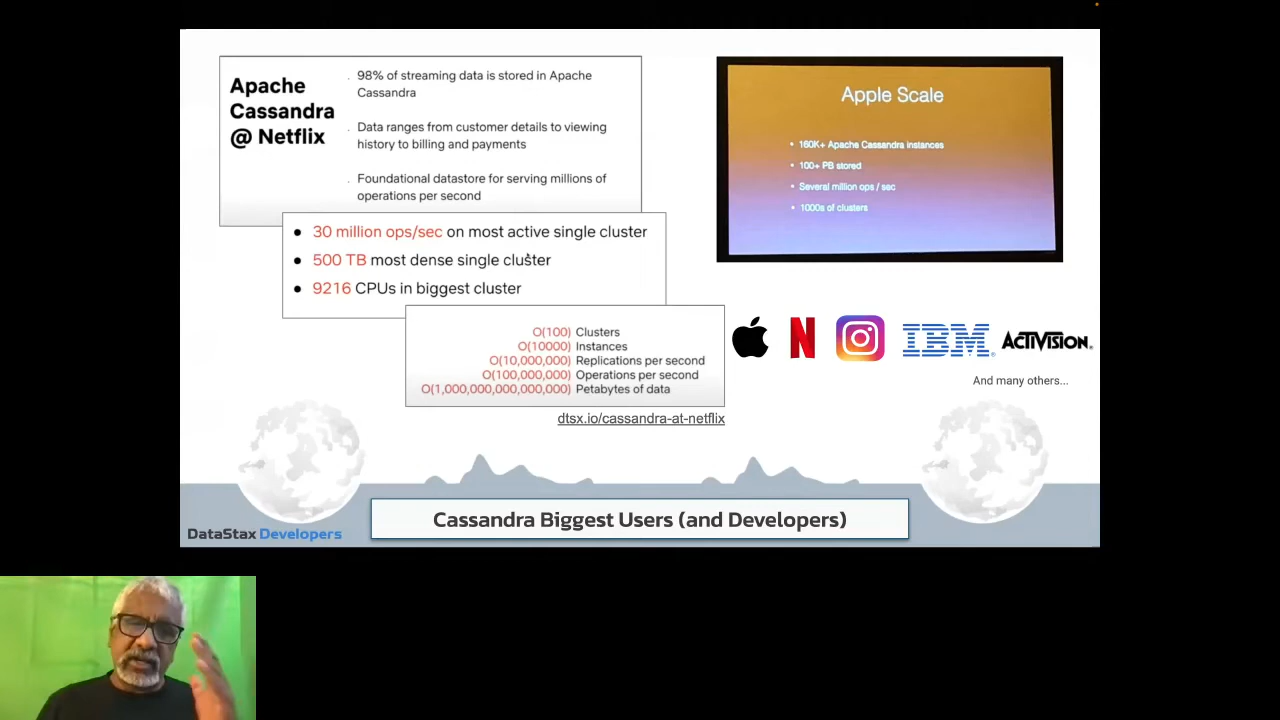 Apache
Cassandra
@ Netflix
98% of streaming data is stored in Apache
Cassandra
Data ranges from customer details to viewing
history to billing and payments
Foundational datastore for serving millions of
operations per second
30 million ops/sec on most active single cluster
500 TB most dense single cluster
9216 CPUs in biggest cluster
O(100) Clusters
O(10000) Instances
O(10,000,000) Replications per second
O(100,000,000) Operations per second
O(1,000,000,000,000,000) Petabytes of data
dtsx.io/cassandra-at-netflix
Apple Scale
• 160K+ Apache Cassandra instances
• 100+ PB stored
• Several million ops / sec
• 1000s of clusters
N
IBM®
ACTIVISION®
And many others...
Cassandra Biggest Users (and Developers)
DataStax Developers